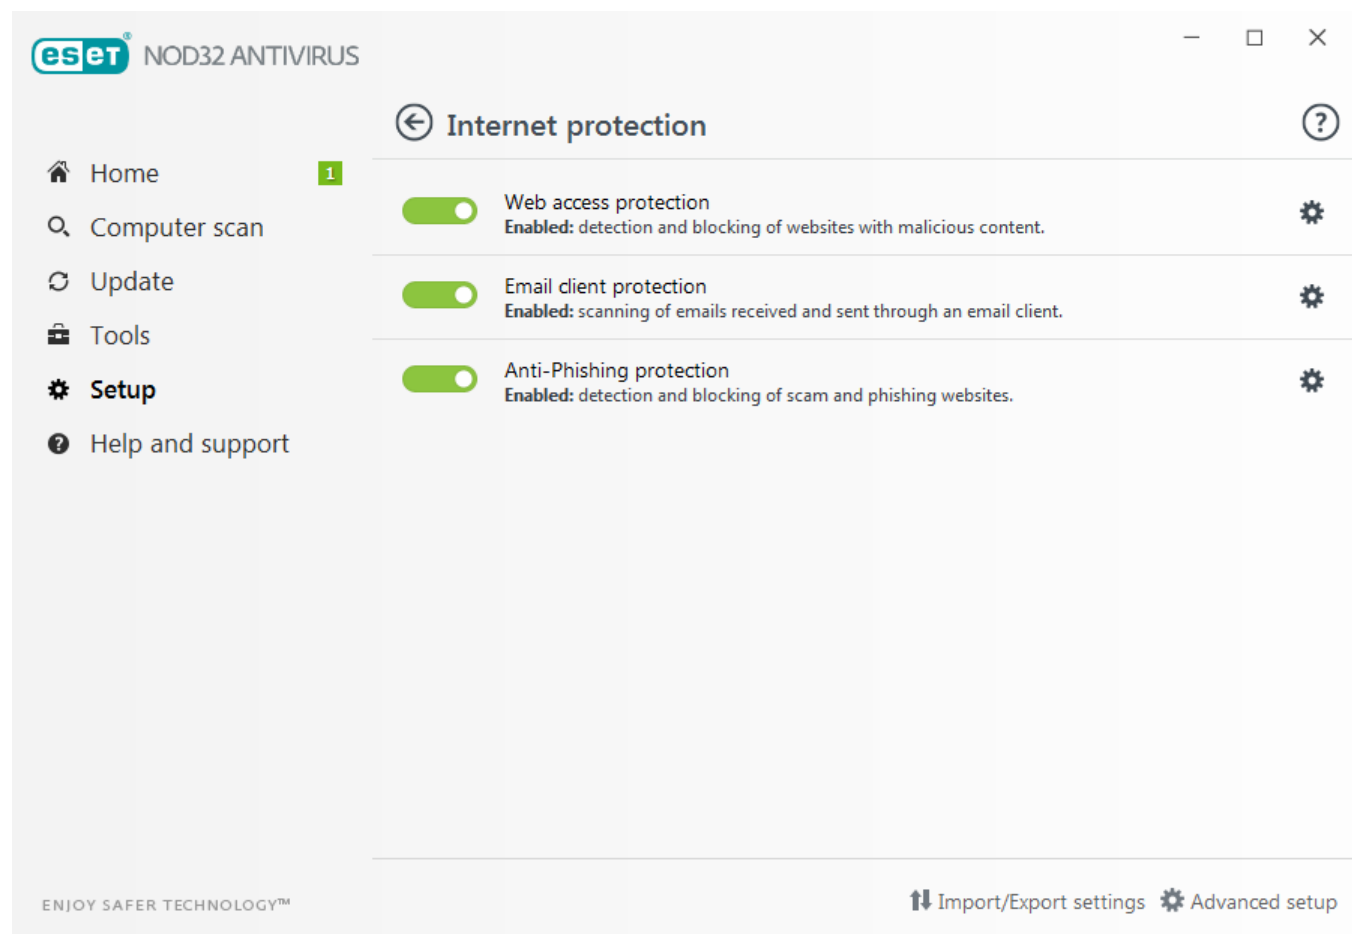 eset® NOD32 ANTIVIRUS
Internet protection
?
Home 1
Computer scan
Update
Tools
Setup
Help and support
Web access protection
Enabled: detection and blocking of websites with malicious content.
Email client protection
Enabled: scanning of emails received and sent through an email client.
Anti-Phishing protection
Enabled: detection and blocking of scam and phishing websites.
ENJOY SAFER TECHNOLOGY™
Import/Export settings Advanced setup